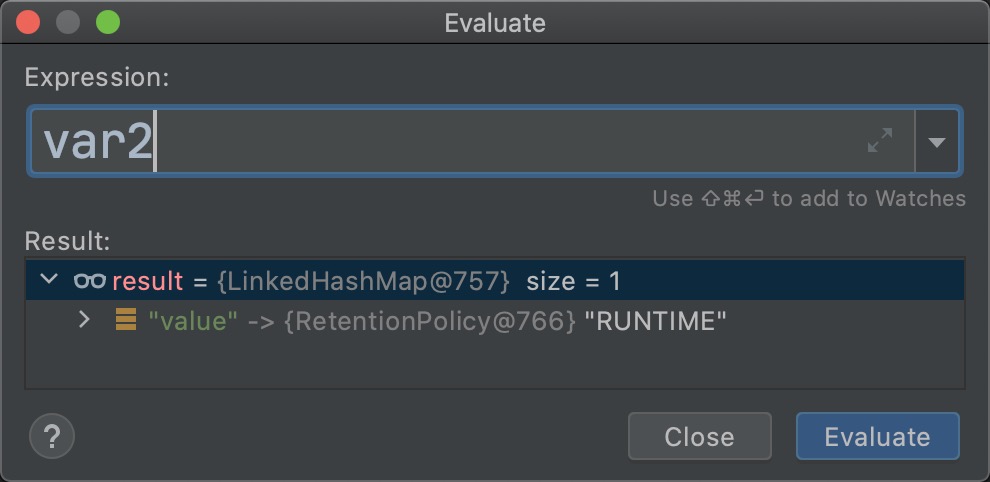 Evaluate
Expression:
var2
Use ⇧⌘⏎ to add to Watches
Result:
result = {LinkedHashMap@757} size = 1
"value" -> {RetentionPolicy@766} "RUNTIME"
? Close Evaluate